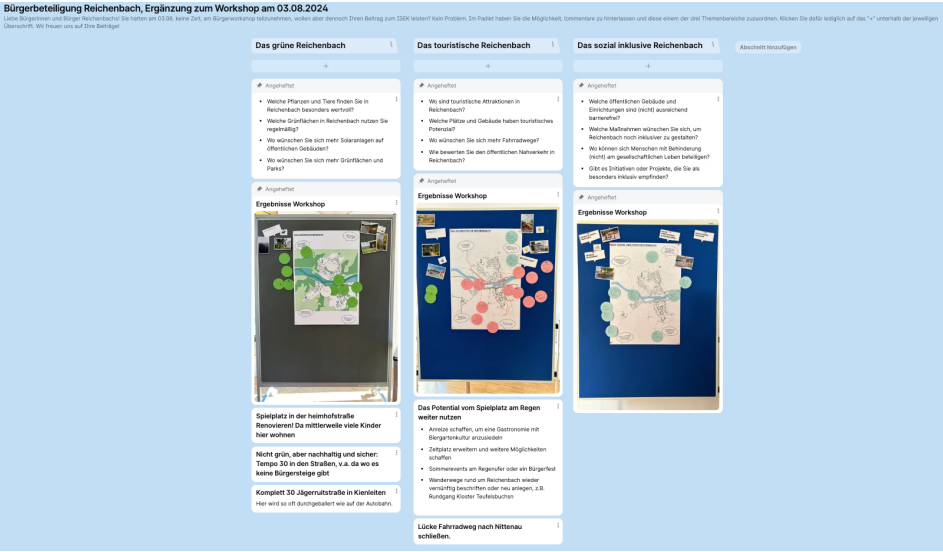 Bürgerbeteiligung Reichenbach, Ergänzung zum Workshop am 03.08.2024
Liebe Bürgerinnen und Bürger Reichenbachs! Sie hatten am 03.08. keine Zeit, am Bürgerworkshop teilzunehmen, wollen aber dennoch Ihren Beitrag zum ISEK leisten? Kein Problem. Im Padlet haben Sie die Möglichkeit, kommentare zu hinterlassen und diese einem der drei Themenbereiche zuzuordnen. Klicken Sie dafür lediglich auf das "+" unterhalb der jeweiligen
Überschrift. Wir freuen uns auf Ihre Beiträge!
Das grüne Reichenbach
Angeheftet
Welche Pflanzen und Tiere finden Sie in
Reichenbach besonders wertvoll?
Welche Grünflächen in Reichenbach nutzen Sie
regelmäßig?
Wo wünschen Sie sich mehr Solaranlagen auf
öffentlichen Gebäuden?
Wo wünschen Sie sich mehr Grünflächen und
Parks?
Angeheftet
Ergebnisse Workshop
Spielplatz in der heimhofstraße
Renovieren! Da mittlerweile viele Kinder
hier wohnen
Nicht grün, aber nachhaltig und sicher:
Tempo 30 in den Straßen, v.a. da wo es
keine Bürgersteige gibt
Komplett 30 Jägerruitstraße in Kienleiten
Hier wird so oft durchgeballert wie auf der Autobahn.
Das touristische Reichenbach
Angeheftet
Wo sind touristische Attraktionen in
Reichenbach?
Welche Plätze und Gebäude haben touristisches
Potenzial?
Wo wünschen Sie sich mehr Fahrradwege?
Wie bewerten Sie den öffentlichen Nahverkehr in
Reichenbach?
Angeheftet
Ergebnisse Workshop
Das Potential vom Spielplatz am Regen
weiter nutzen
Anreize schaffen, um eine Gastronomie mit
Biergartenkultur anzusiedeln
Zeltplatz erweitern und weitere Möglichkeiten
schaffen
Sommerevents am Regenufer oder ein Bürgerfest
Wanderwege rund um Reichenbach wieder
vernünftig beschriften oder neu anlegen, z.B.
Rundgang Kloster Teufelsbuchsn
Lücke Fahrradweg nach Nittenau
schließen.
Das sozial inklusive Reichenbach
Angeheftet
Welche öffentlichen Gebäude und
Einrichtungen sind (nicht) ausreichend
barrierefrei?
Welche Maßnahmen wünschen Sie sich, um
Reichenbach noch inklusiver zu gestalten?
Wo können sich Menschen mit Behinderung
(nicht) am gesellschaftlichen Leben beteiligen?
Gibt es Initiativen oder Projekte, die Sie als
besonders inklusiv empfinden?
Angeheftet
Ergebnisse Workshop
Abschnitt hinzufügen